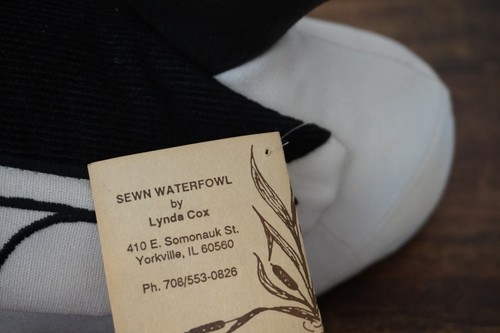 SEWN WATERFOWL
by
Lynda Cox
410 E. Somonauk St.
Yorkville, IL 60560
Ph. 708/553-0826